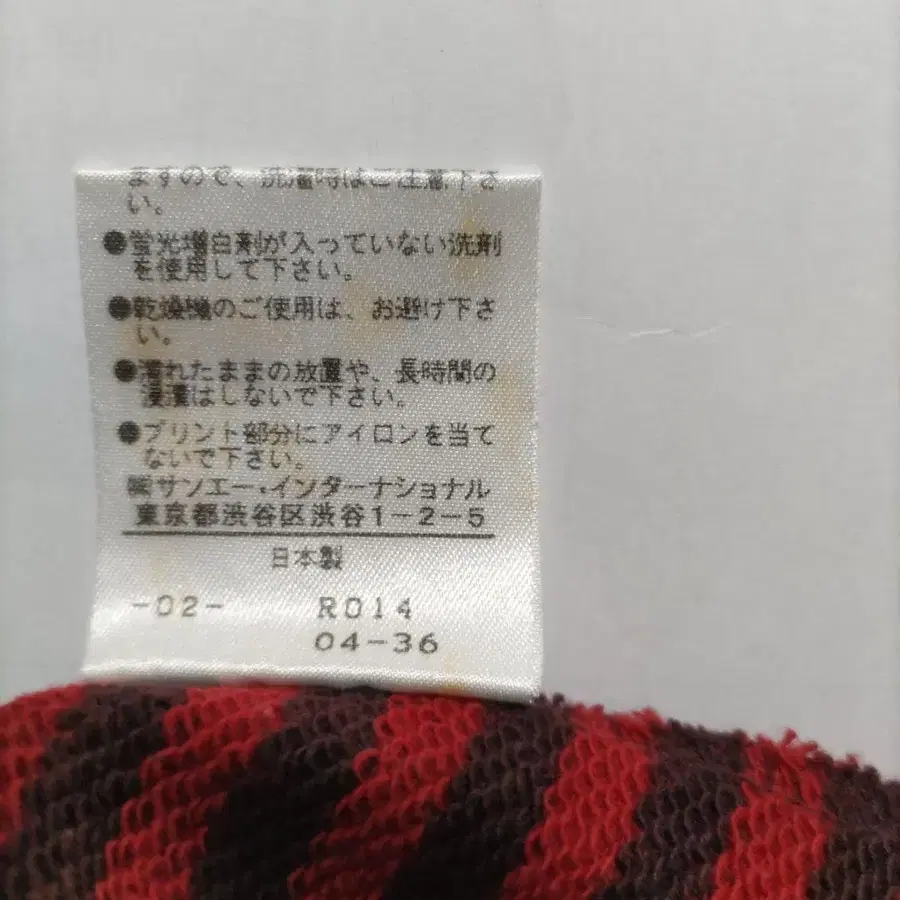 ますので、洗濯時はご注意下さ
い。
●蛍光増白剤が入っていない洗剤
を使用して下さい。
●乾燥機のご使用は、お避け下さ
い。
●濡れたままの放置や、長時間の
浸漬はしないで下さい。
●プリント部分にアイロンを当て
ないで下さい。
㈱サンエー・インターナショナル
東京都渋谷区渋谷1-2-5
日本製
-02- R014
04-36